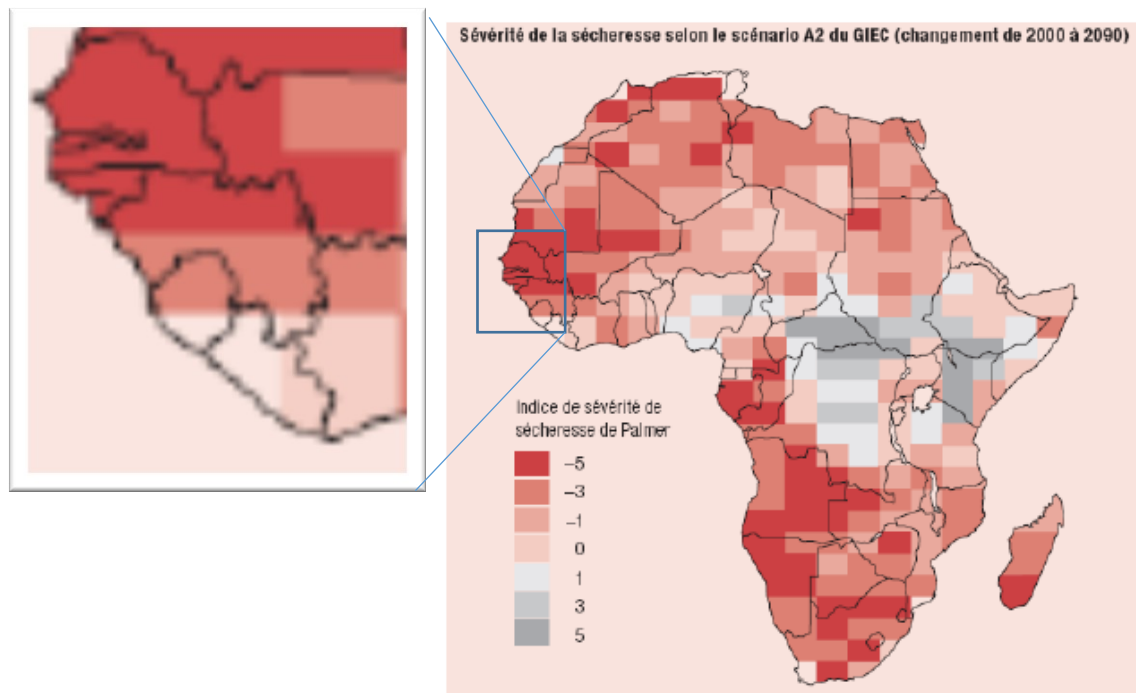 Sévérité de la sécheresse selon le scénario A2 du GIEC (changement de 2000 à 2090)
Indice de sévérité de
sécheresse de Palmer
–5
–3
–1
0
1
3
5